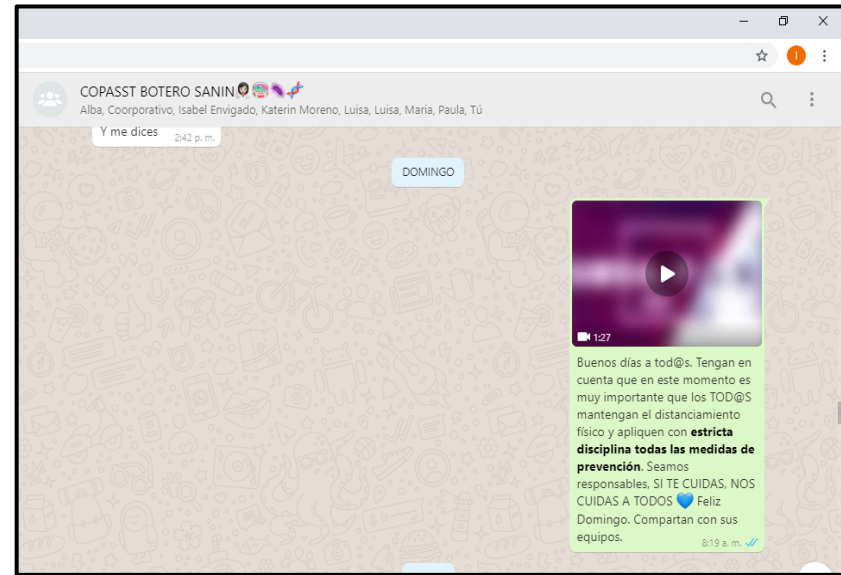 COPASST BOTERO SANIN👩🏻‍⚕️🧠🦠🧬
Alba, Coorporativo, Isabel Envigado, Katerin Moreno, Luisa, Luisa, Maria, Paula, Tú
Y me dices 2:42 p. m.
DOMINGO
1:27
Buenos días a tod@s. Tengan en
cuenta que en este momento es
muy importante que los TOD@S
mantengan el distanciamiento
físico y apliquen con estricta
disciplina todas las medidas de
prevención. Seamos
responsables, SI TE CUIDAS, NOS
CUIDAS A TODOS 💙 Feliz
Domingo. Compartan con sus
equipos. 8:19 a. m.